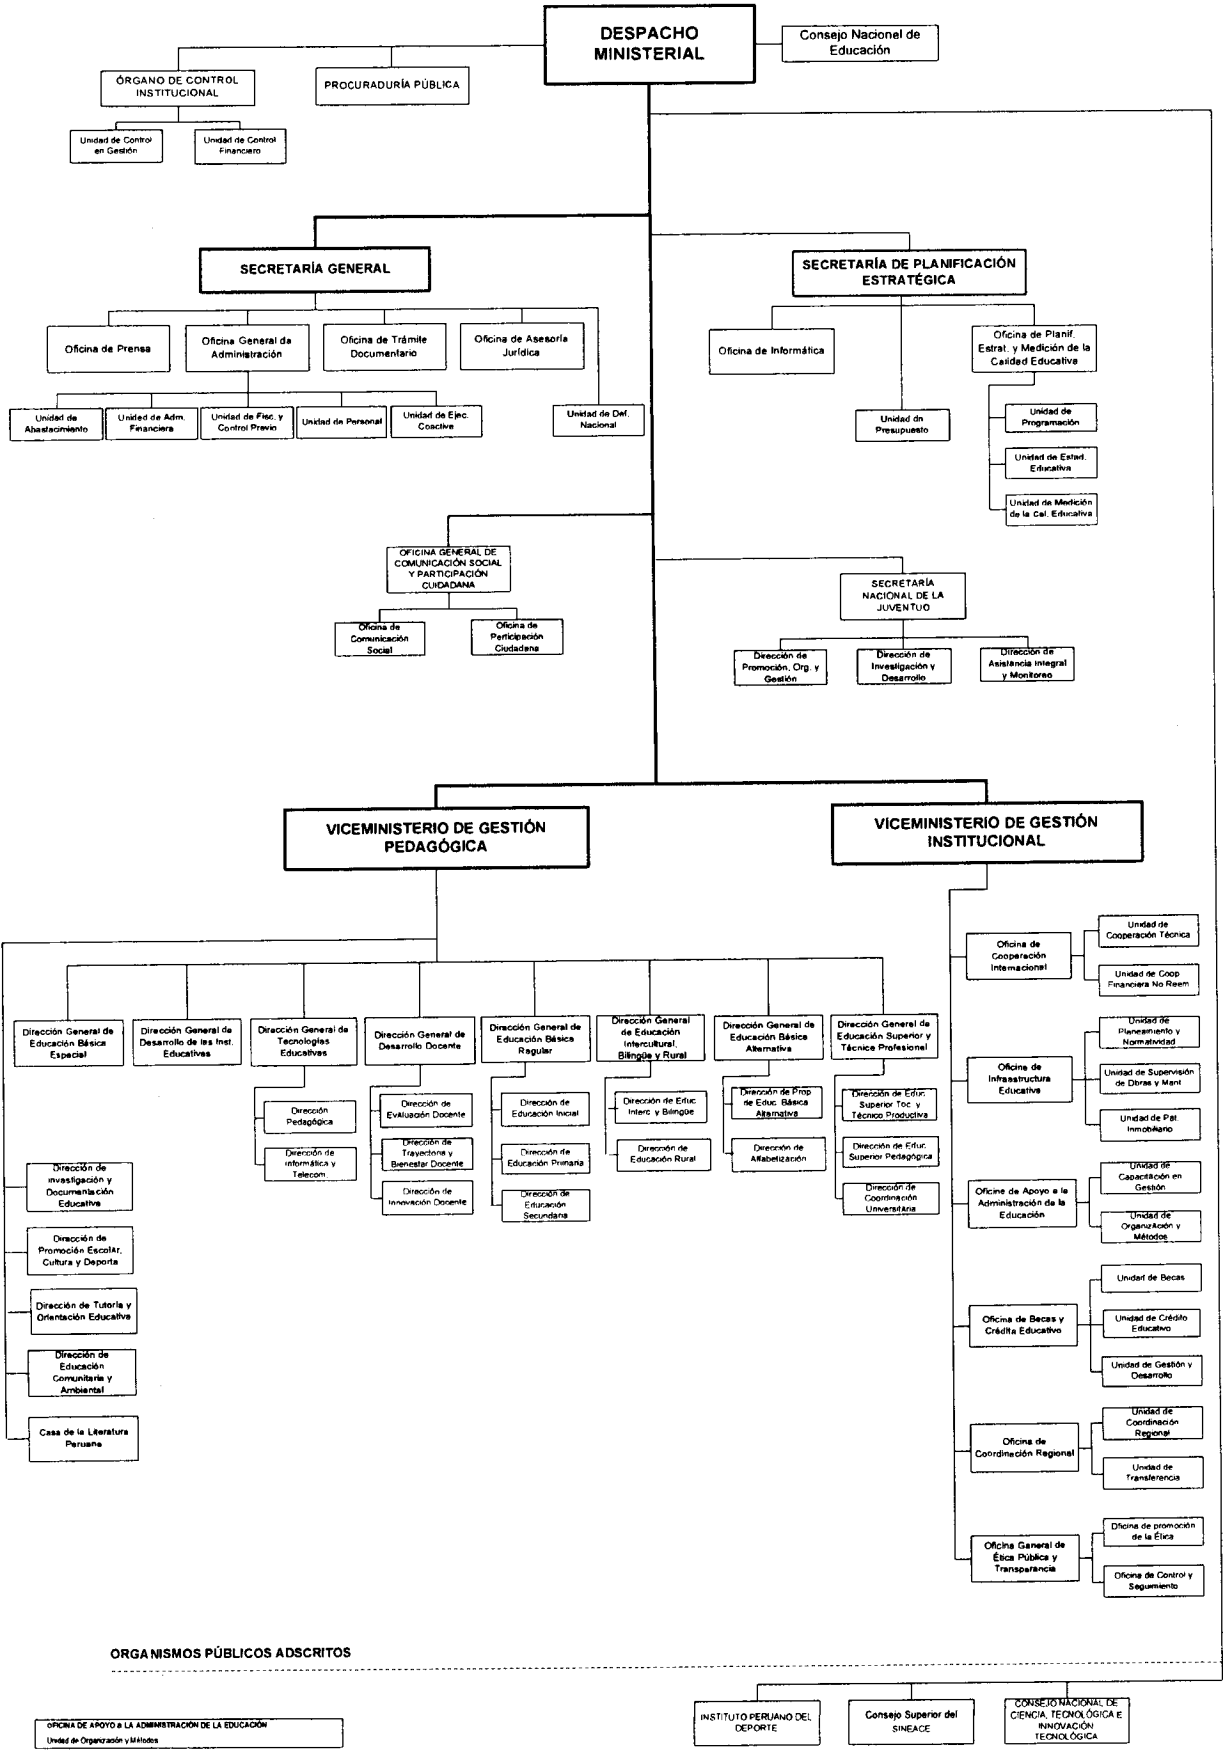 DESPACHO
MINISTERIAL
Consejo Nacional de
Educación
ÓRGANO DE CONTROL
INSTITUCIONAL
PROCURADURÍA PÚBLICA
Unidad de Control
en Gestión
Unidad de Control
Financiero
SECRETARÍA GENERAL
SECRETARÍA DE PLANIFICACIÓN
ESTRATÉGICA
Oficina de Prensa
Oficina General da
Administración
Oficina de Trámite
Documentario
Oficina de Asesoría
Jurídica
Oficina de Informática
Oficina de Planif.
Estrat. y Medición de la
Calidad Educativa
Unidad de
Abastacimiento
Unided de Adm.
Financiera
Unidad de Fisc. y
Control Previo
Unidad de Personal
Unidad de Ejec.
Coactive
Unidad de Def.
Nacional
Unidad de
Presupuesto
Unidad de
Programación
Unidad de Estad.
Educativa
Unidad de Medición
de la Cal. Educativa
OFICINA GENERAL DE
COMUNICACIÓN SOCIAL
Y PARTICIPACIÓN
CUIDADANA
Oficina de
Comunicación
Social
Oficina de
Perticipación
Ciudadana
SECRETARÍA
NACIONAL DE LA
JUVENTUO
Dirección de
Promoción, Org. y
Gestión
Dirección de
Investigación y
Desarrollo
Dirección de
Asistancia Integral
y Monitoreo
VICEMINISTERIO DE GESTIÓN
PEDAGÓGICA
VICEMINISTERIO DE GESTIÓN
INSTITUCIONAL
Dirección General de
Educación Básica
Espacial
Dirección General de
Desarrollo de las Inst.
Educativas
Dirección General de
Tecnologías
Educativas
Dirección General de
Desarrollo Docente
Dirección General de
Educación Básica
Ragular
Dirección General
de Educación
Intercultural,
Bilingüe y Rural
Dirección General
de Educación Básica
Alternativa
Dirección General de
Educación Superior y
Técnico Profesional
Dirección
Pedagógica
Dirección de
informática y
Telecom.
Dirección de
Evaluación Docente
Dirección de
Trayectoria y
Bienestar Docente
Dirección de
Innovación Docente
Dirección de
Educación Inicial
Dirección de
Educación Primaria
Dirección de
Educación
Secundaria
Dirección de Educ
Interc y Bilingüe
Dirección de
Educación Rural
Dirección de Prop
de Educ. Básica
Alternativa
Dirección de
Alfabetización
Dirección de Educ.
Superior Tec y
Técnico Productiva
Dirección de Educ.
Superior Pedagógica
Dirección de
Coordinación
Universitaria
Dirección de
Investigación y
Documentación
Educativa
Dirección de
Promoción Escolar,
Cultura y Deporta
Dirección de Tutoría y
Orientación Educativa
Dirección de
Educación
Comunitaria y
Ambiental
Casa de la Literatura
Peruana
Oficina de
Cooperación
Internacional
Unidad de
Cooperación Técnica
Unidad de Coop
Financiera No Reem
Oficina de
Infraestructura
Educativa
Unidad de
Planeamiento y
Normatividad
Unidad de Supervisión
de Obras y Mant
Unidad de Pat.
Inmobiliario
Oficine de Apoyo a la
Administración de la
Educación
Unidad de
Capacitación en
Gestión
Unidad de
Organización y
Métodos
Oficina de Becas y
Crédita Educativo
Unidad de Becas
Unidad de Crédito
Educativo
Unidad de Gestión y
Desarrollo
Oficina de
Coordinación Regional
Unidad de
Coordinación
Regional
Unidad de
Transferencia
Oficina General de
Ética Pública y
Transparancia
Oficina de promoción
de la Ética
Oficina de Control y
Seguimiento
ORGANISMOS PÚBLICOS ADSCRITOS
INSTITUTO PERUANO DEL
DEPORTE
Consejo Superior del
SINEACE
CONSEJO NACIONAL DE
CIENCIA, TECNOLÓGICA E
INNOVACIÓN
TECNOLÓGICA
OFICINA DE APOYO a LA ADMINISTRACIÓN DE LA EDUCACIÓN
Unidad de Organización y Métodos